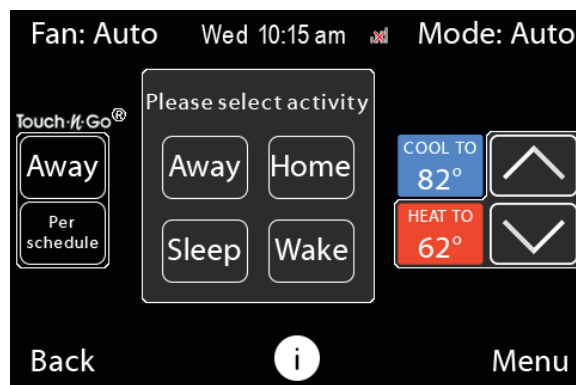 Fan: Auto Wed 10:15 am Mode: Auto
Touch·N·Go®
Away
Per
schedule
Please select activity
Away Home
Sleep Wake
COOL TO
82°
HEAT TO
62°
Back i Menu